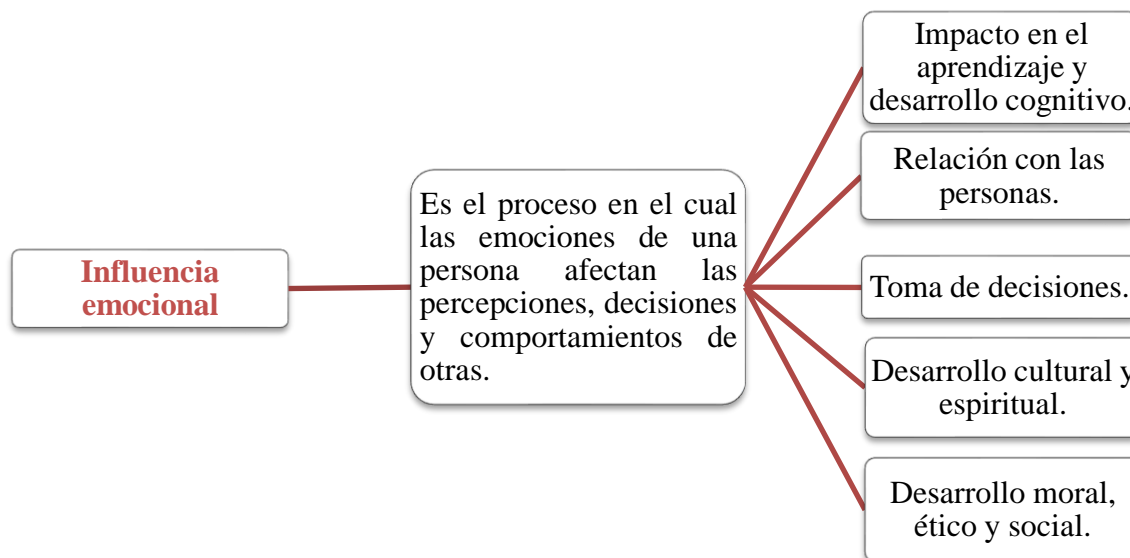 Influencia
emocional
Es el proceso en el cual
las emociones de una
persona afectan las
percepciones, decisiones
y comportamientos de
otras.
Impacto en el
aprendizaje y
desarrollo cognitivo.
Relación con las
personas.
Toma de decisiones.
Desarrollo cultural y
espiritual.
Desarrollo moral,
ético y social.